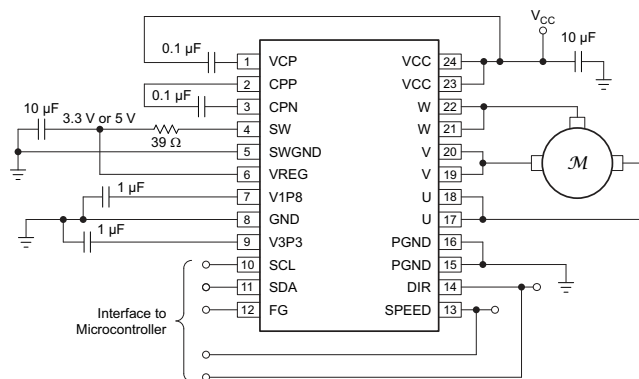 V_CC
10 µF
0.1 µF
1 VCP VCC 24
2 CPP VCC 23
0.1 µF
3 CPN W 22
10 µF
3.3 V or 5 V
4 SW W 21
39 Ω
5 SWGND V 20
6 VREG V 19
1 µF
7 V1P8 U 18
8 GND U 17
1 µF
9 V3P3 PGND 16
10 SCL PGND 15
11 SDA DIR 14
12 FG SPEED 13
M
Interface to
Microcontroller